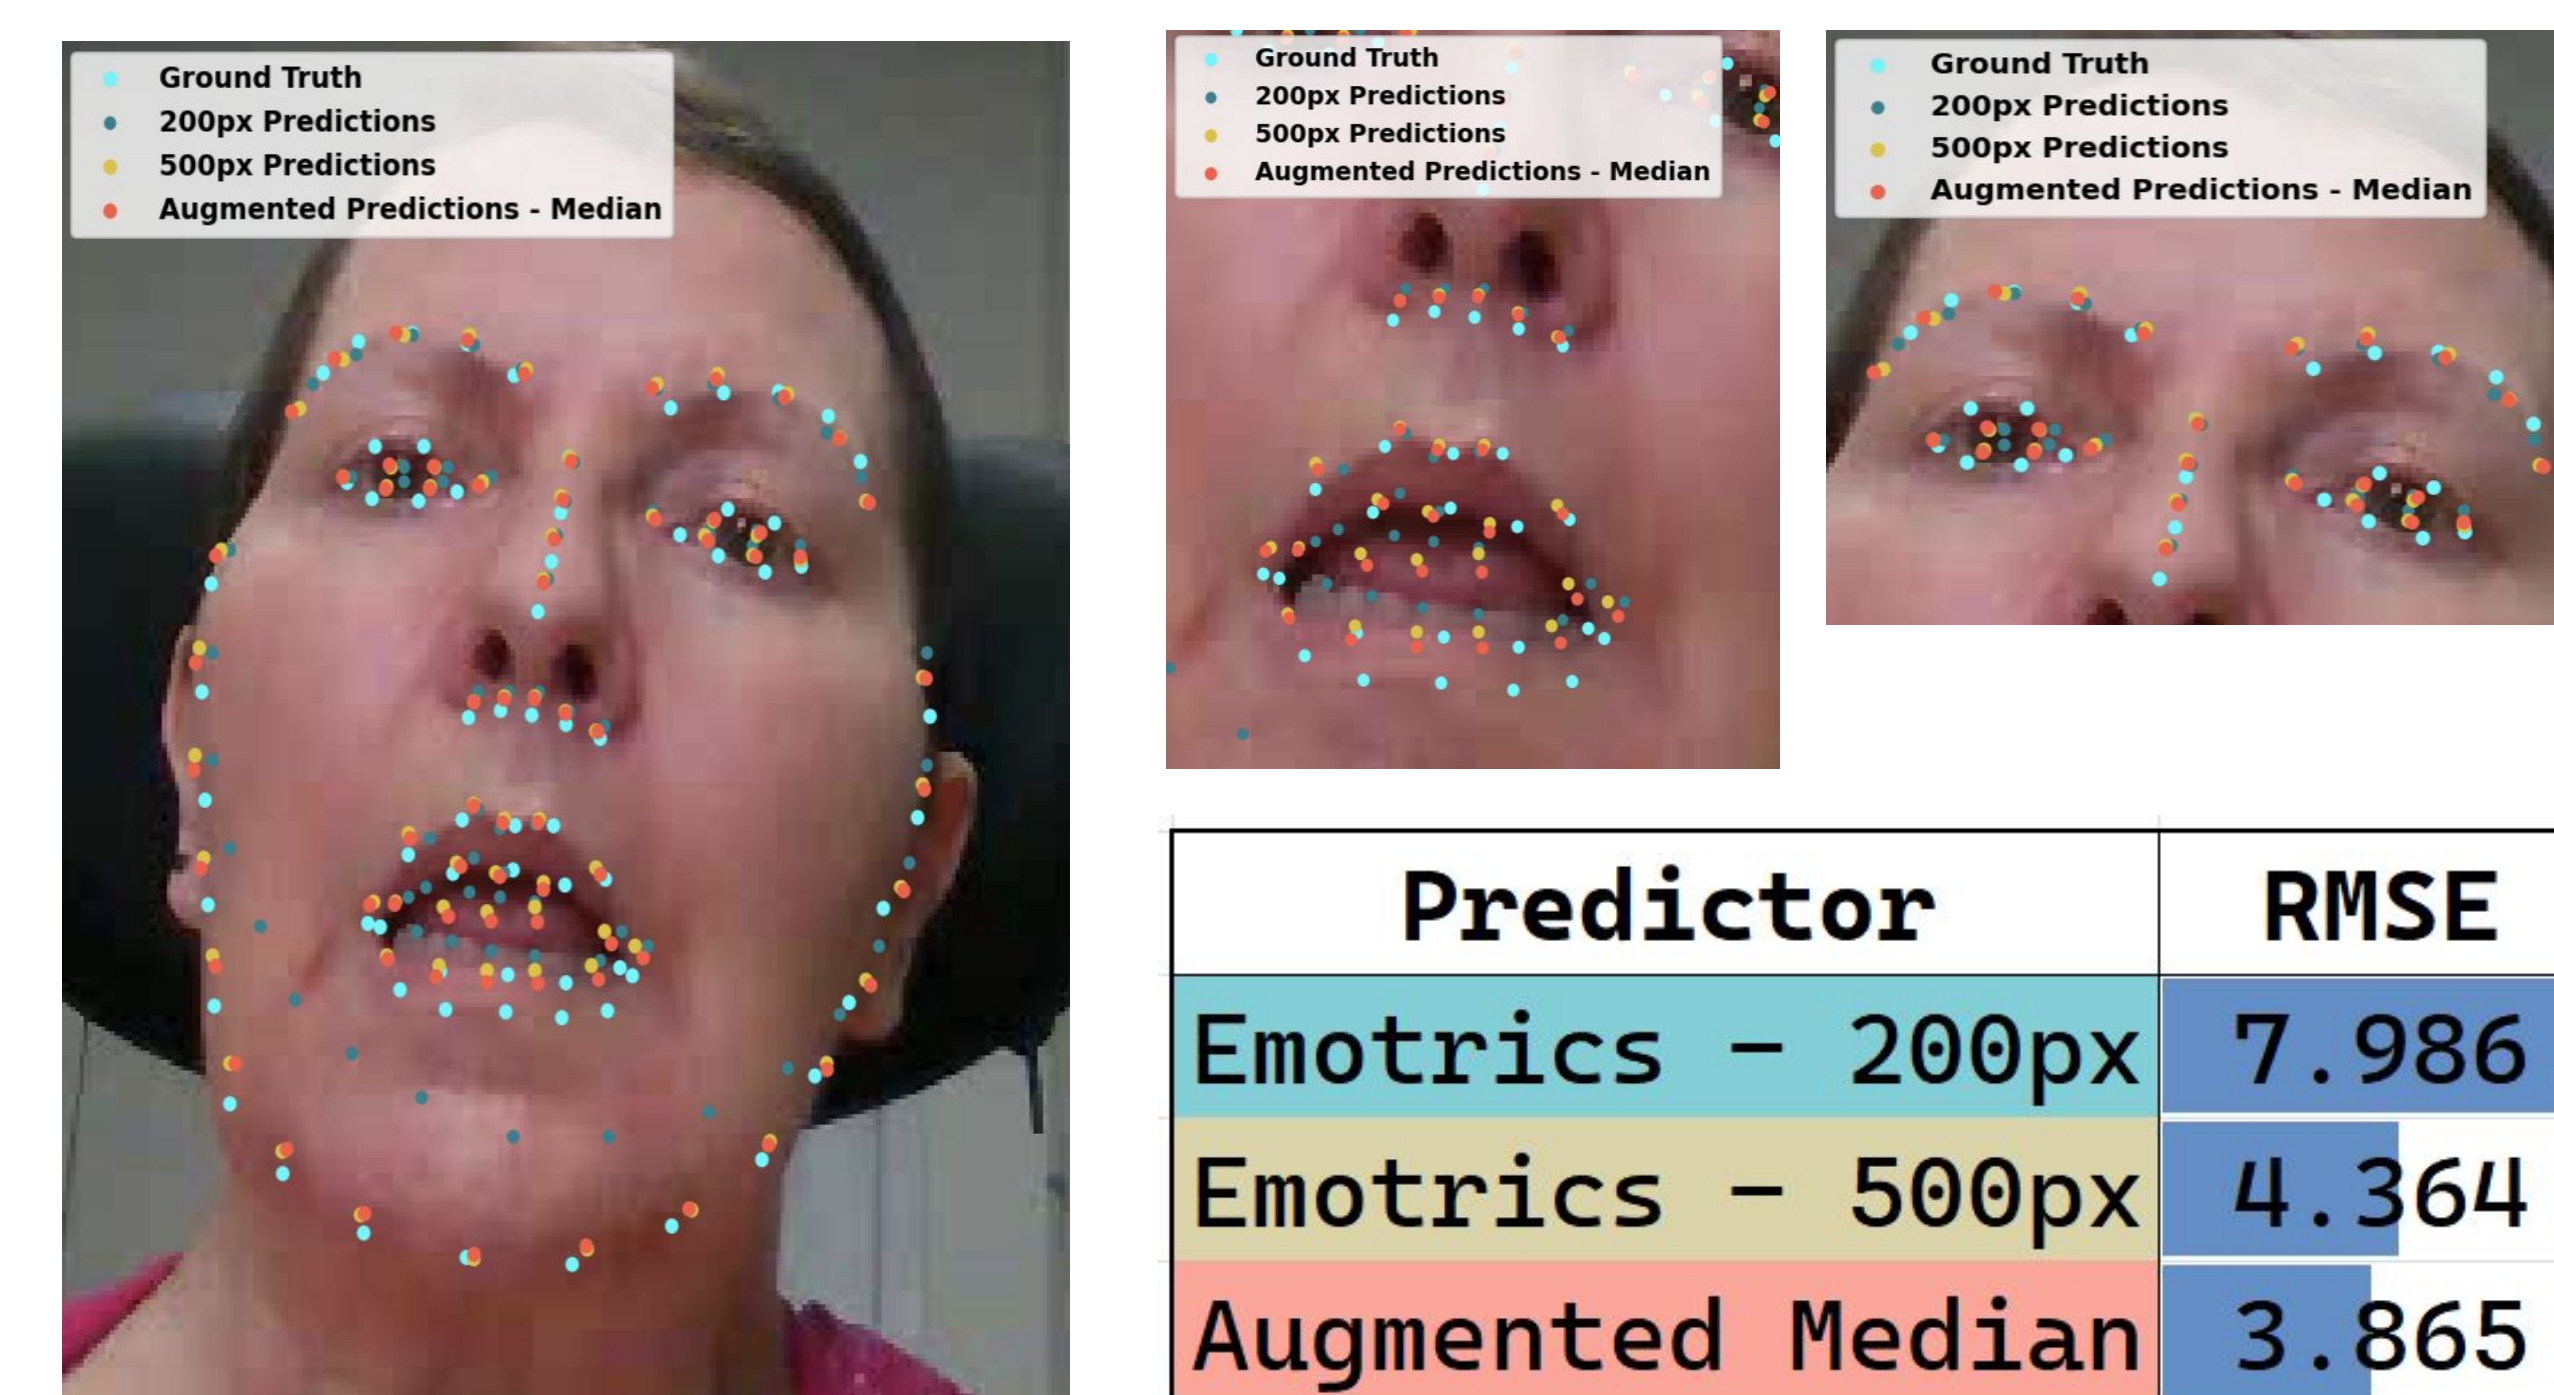 Ground Truth
200px Predictions
500px Predictions
Augmented Predictions - Median
Ground Truth
200px Predictions
500px Predictions
Augmented Predictions - Median
Ground Truth
200px Predictions
500px Predictions
Augmented Predictions - Median
Predictor RMSE
Emotrics - 200px 7.986
Emotrics - 500px 4.364
Augmented Median 3.865